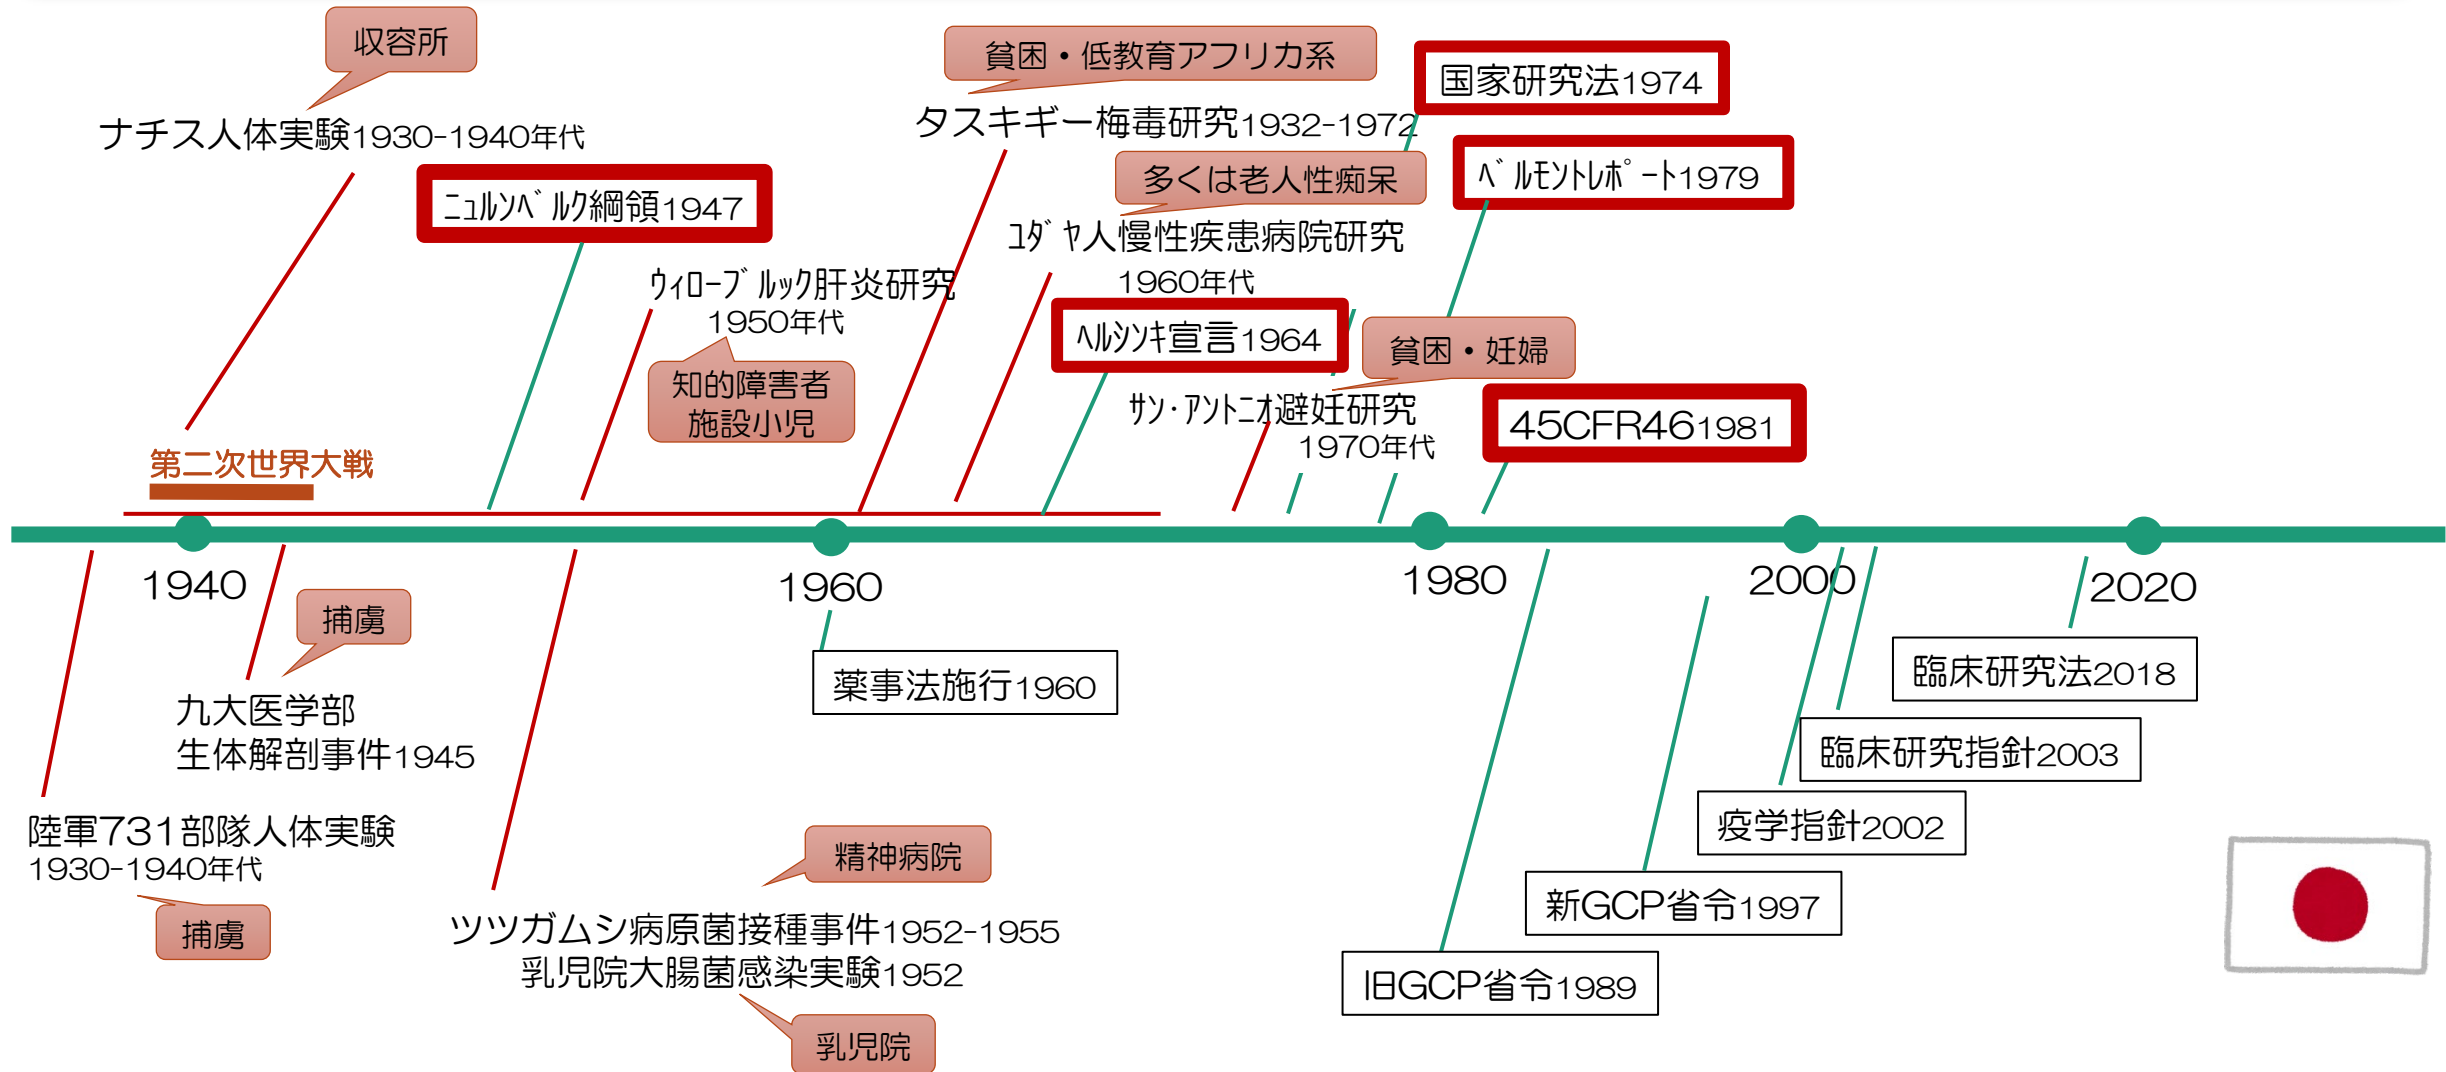 収容所
ナチス人体実験1930-1940年代
ニュルンベルク綱領1947
ウィローブルック肝炎研究
1950年代
知的障害者
施設小児
貧困・低教育アフリカ系
タスキギー梅毒研究1932-1972
多くは老人性痴呆
ユダヤ人慢性疾患病院研究
1960年代
ヘルシンキ宣言1964
国家研究法1974
ベルモントレポート1979
貧困・妊婦
サン・アントニオ避妊研究
1970年代
45CFR461981
第二次世界大戦
1940
1960
1980
2000
2020
捕虜
九大医学部
生体解剖事件1945
陸軍731部隊人体実験
1930-1940年代
捕虜
精神病院
ツツガムシ病原菌接種事件1952-1955
乳児院大腸菌感染実験1952
乳児院
薬事法施行1960
臨床研究法2018
臨床研究指針2003
疫学指針2002
新GCP省令1997
旧GCP省令1989